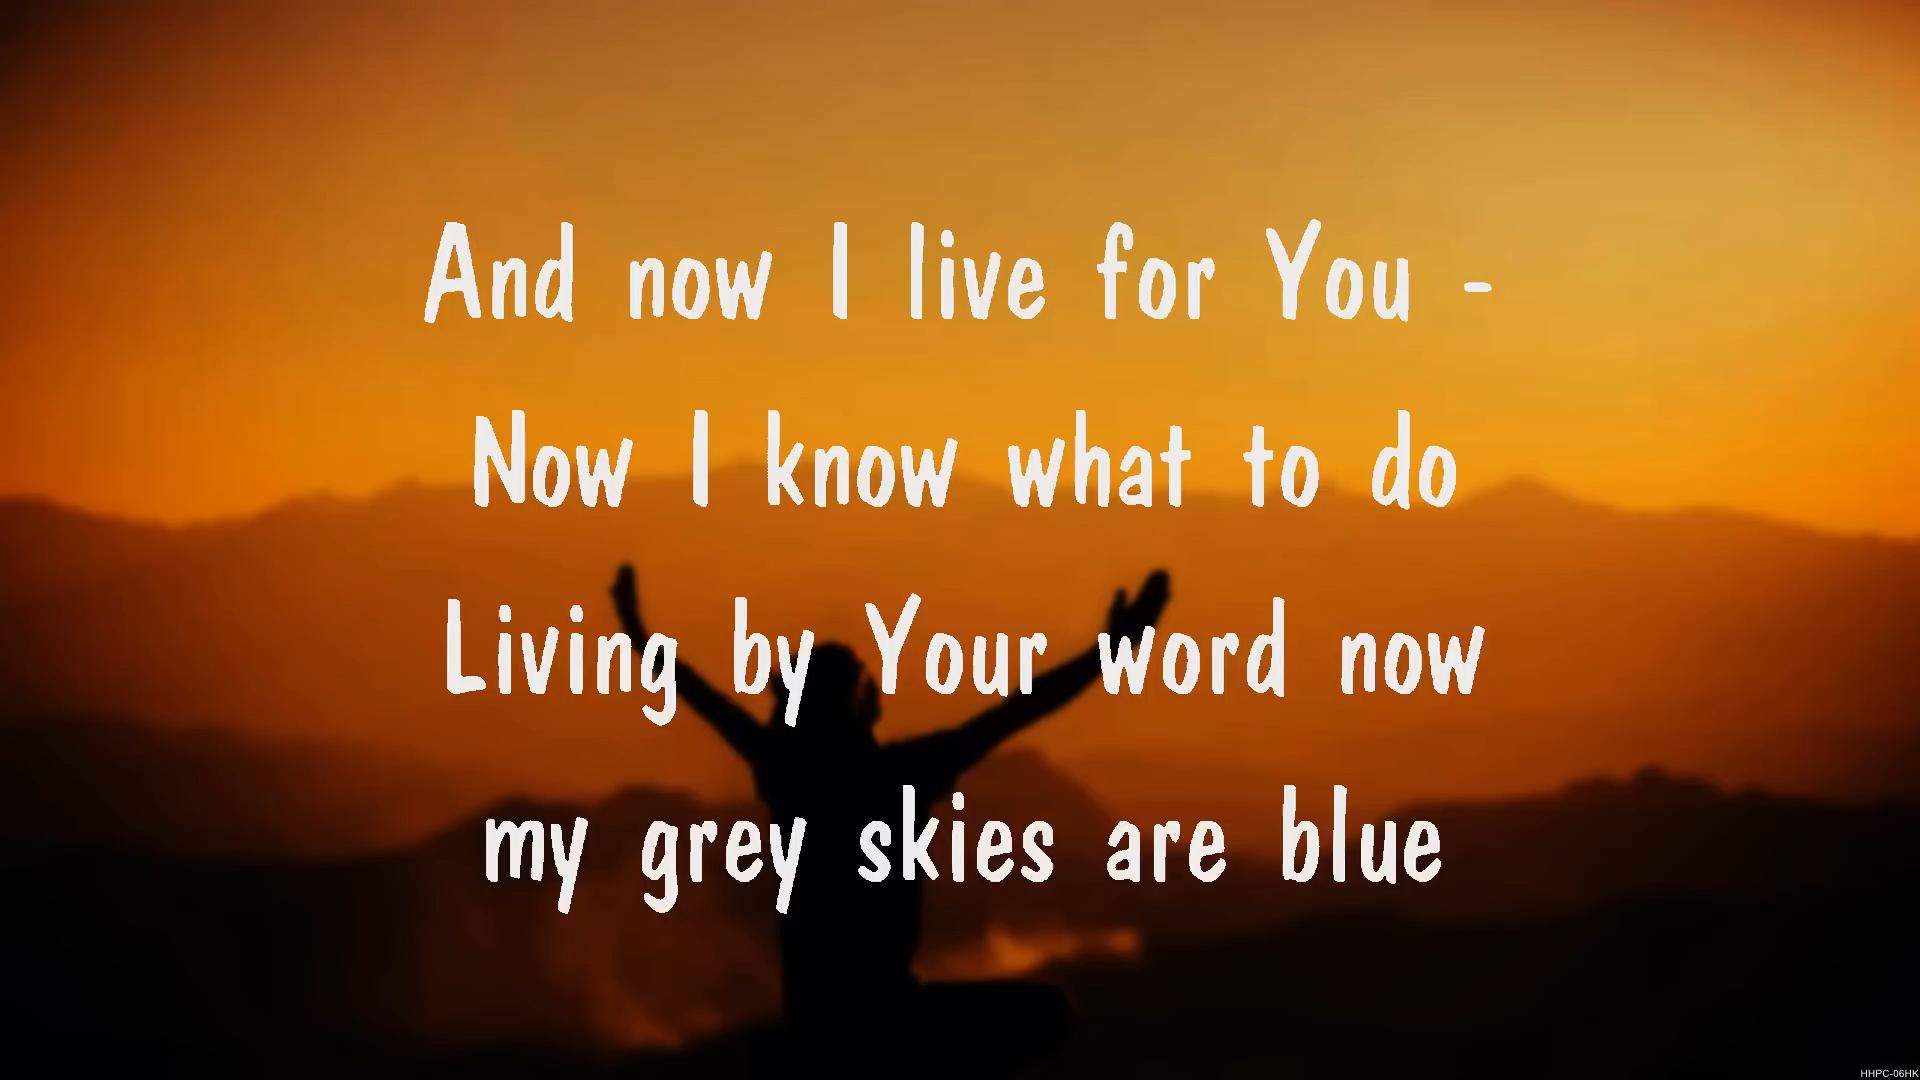 And now I live for You -
Now I know what to do
Living by Your word now
my grey skies are blue
HHPC-06HK